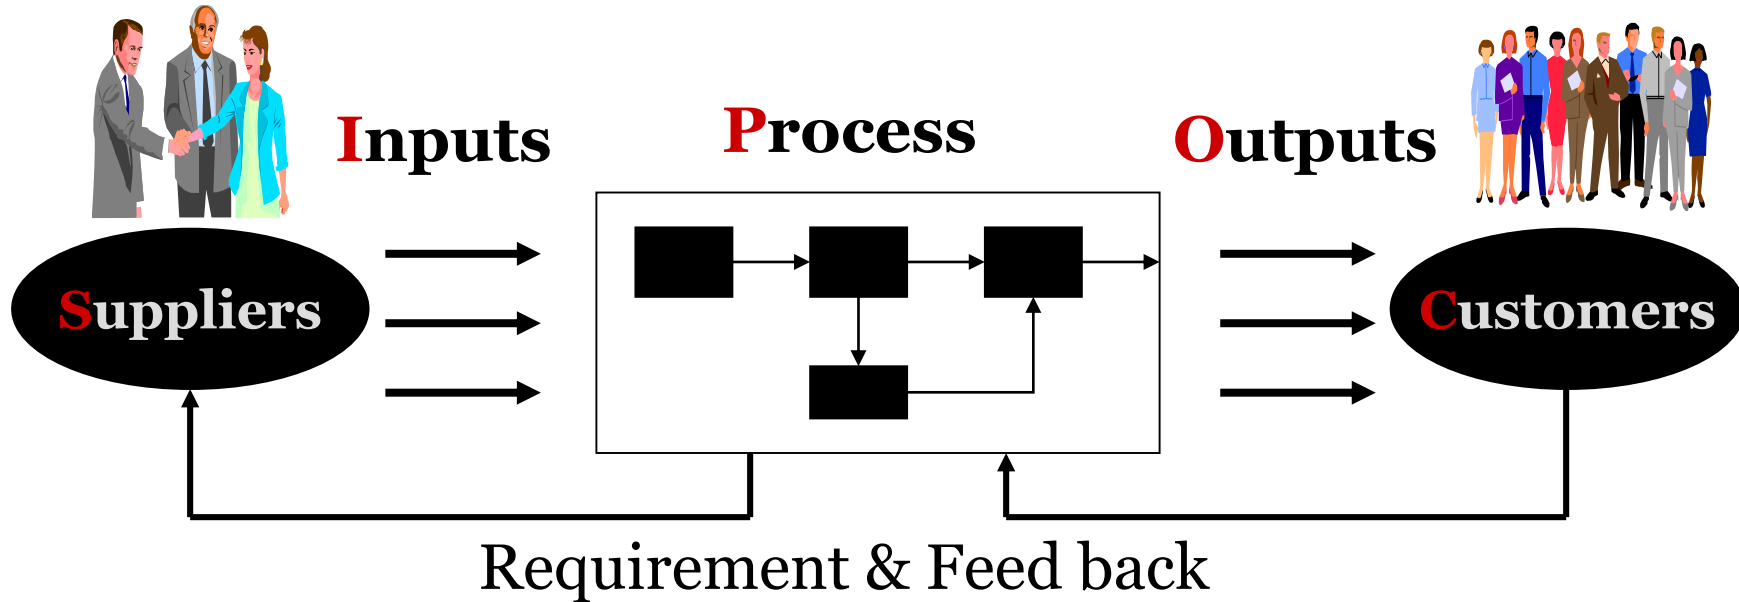 Inputs
Process
Outputs
Suppliers
Customers
Requirement & Feed back